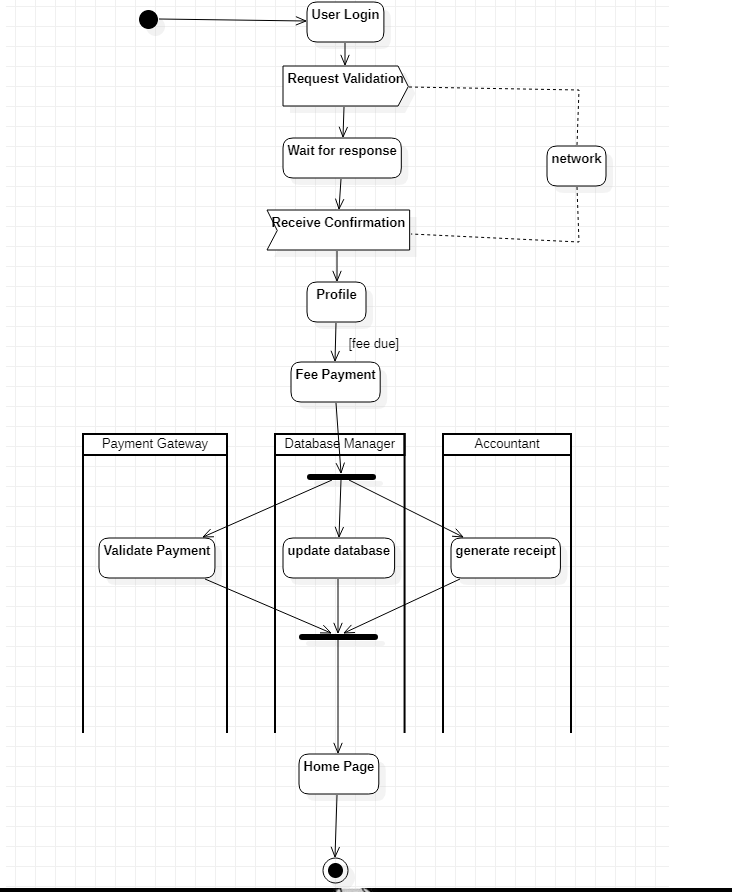 User Login
Request Validation
Wait for response
network
Receive Confirmation
Profile
[fee due]
Fee Payment
Payment Gateway
Database Manager
Accountant
Validate Payment
update database
generate receipt
Home Page